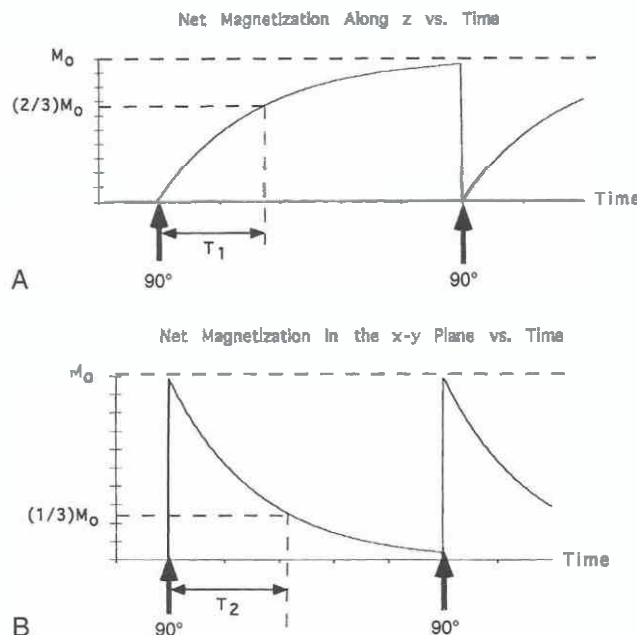 Net Magnetization Along z vs. Time
Mo
(2/3)Mo
Time
T1
A
90°
90°
Net Magnetization in the x-y Plane vs. Time
Mo
(1/3)Mo
Time
T2
B
90°
90°